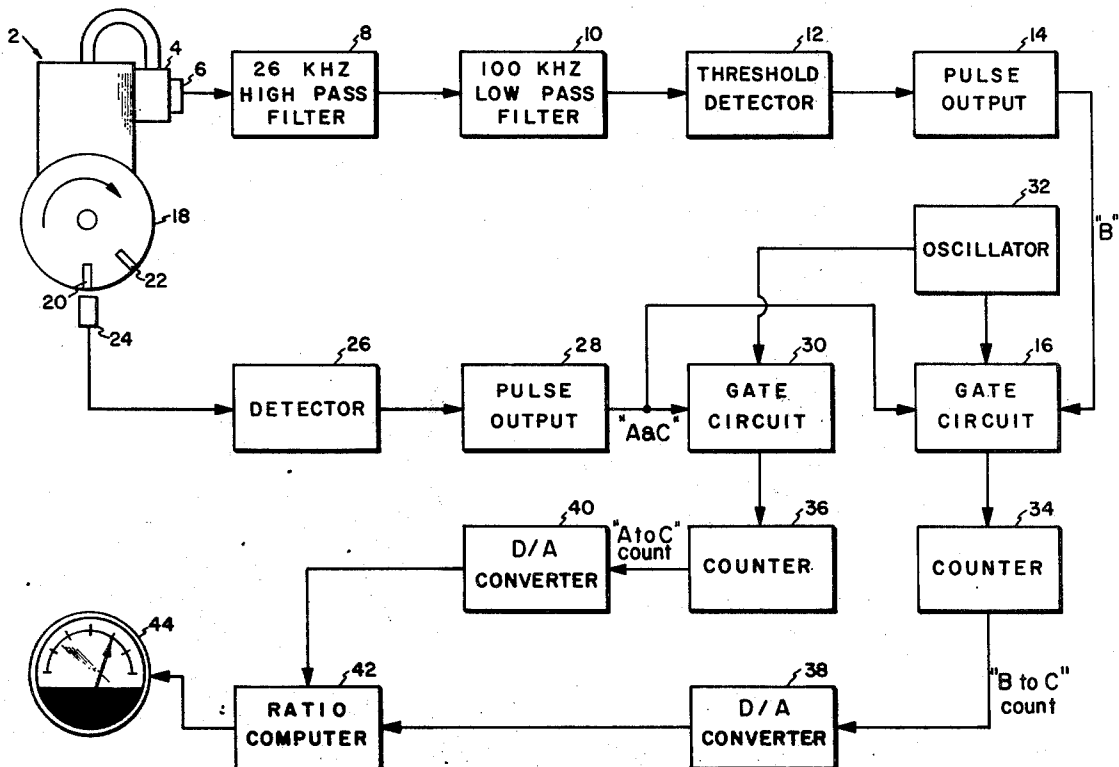 2
4
6
8
26 KHZ
HIGH PASS
FILTER
10
100 KHZ
LOW PASS
FILTER
12
THRESHOLD
DETECTOR
14
PULSE
OUTPUT
"B"
18
20
22
24
32
OSCILLATOR
26
DETECTOR
28
PULSE
OUTPUT
"A&C"
30
GATE
CIRCUIT
16
GATE
CIRCUIT
40
D/A
CONVERTER
"A to C"
count
36
COUNTER
34
COUNTER
44
42
RATIO
COMPUTER
38
D/A
CONVERTER
"B to C"
count